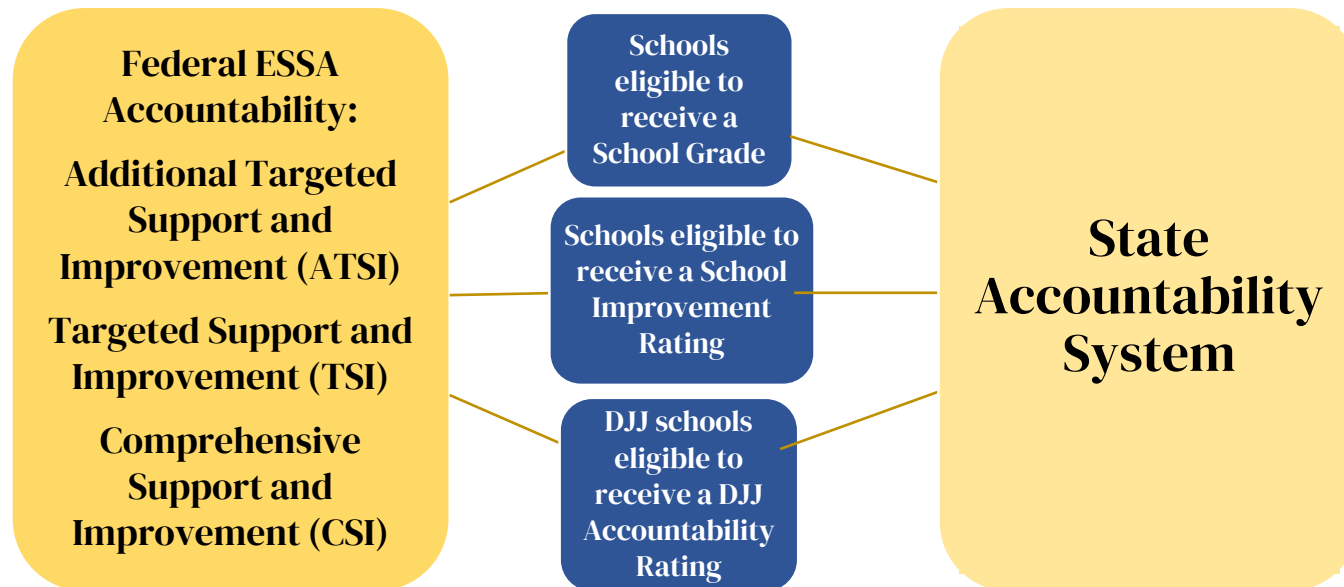 Federal ESSA
Accountability:
Additional Targeted
Support and
Improvement (ATSI)
Targeted Support and
Improvement (TSI)
Comprehensive
Support and
Improvement (CSI)
Schools
eligible to
receive a
School Grade
Schools eligible to
receive a School
Improvement
Rating
DJJ schools
eligible to
receive a DJJ
Accountability
Rating
State
Accountability
System